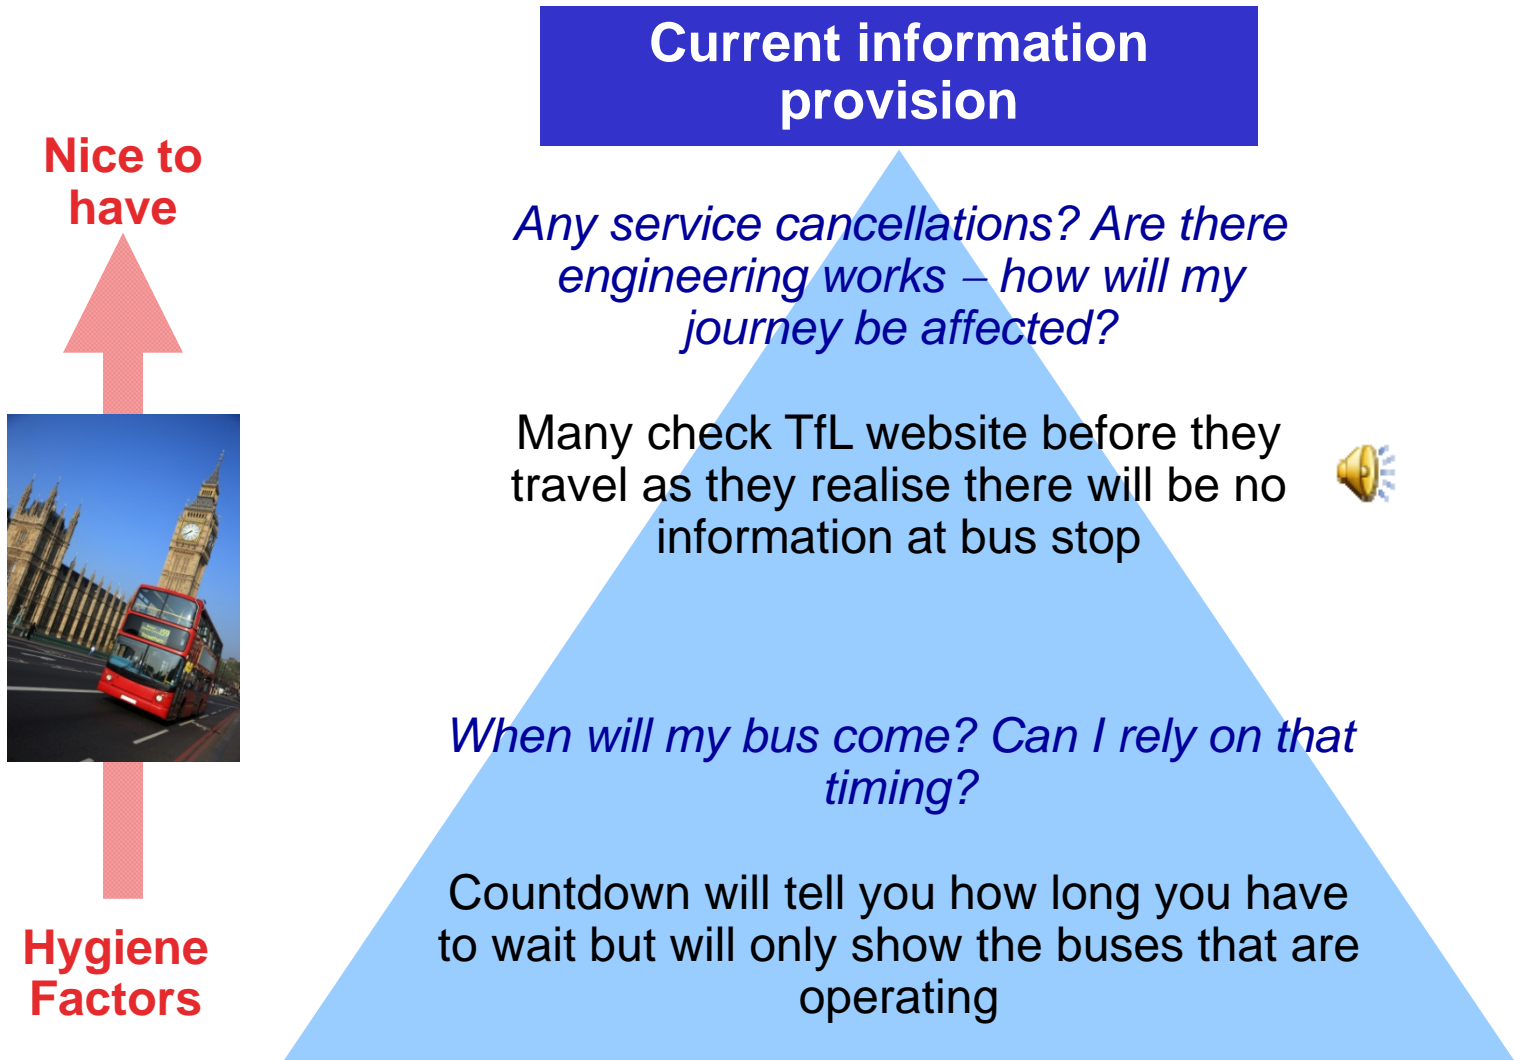 Current information
provision
Nice to
have
Any service cancellations? Are there
engineering works – how will my
journey be affected?
Many check TfL website before they
travel as they realise there will be no
information at bus stop
When will my bus come? Can I rely on that
timing?
Countdown will tell you how long you have
to wait but will only show the buses that are
operating
Hygiene
Factors